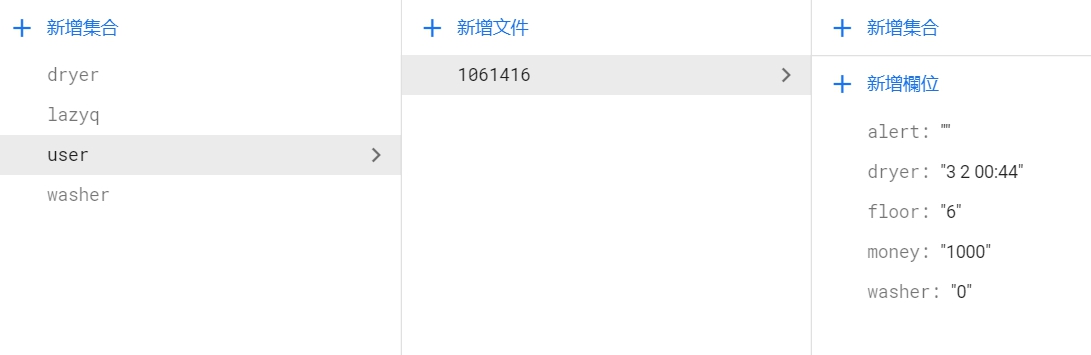 新增集合
dryer
lazyq
user
washer
新增文件
1061416
新增集合
新增欄位
alert: ""
dryer: "3 2 00:44"
floor: "6"
money: "1000"
washer: "0"